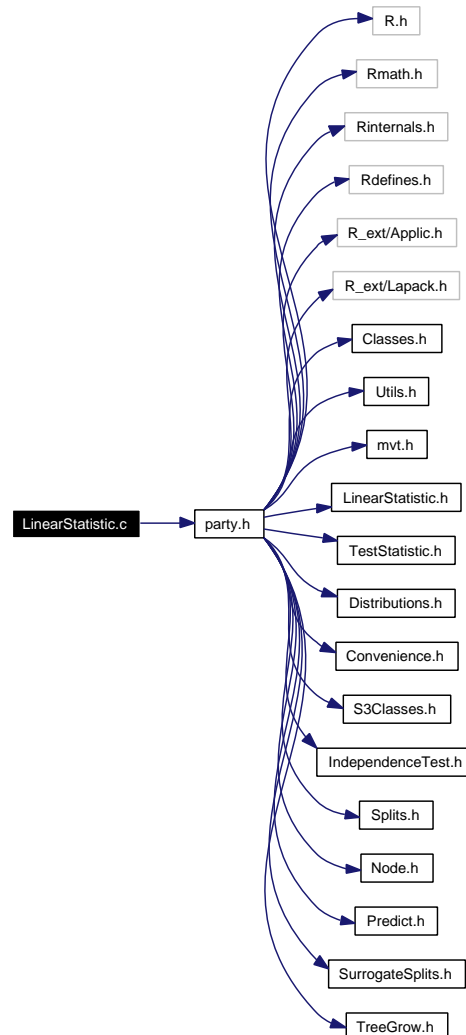 R.h
Rmath.h
Rinternals.h
Rdefines.h
R_ext/Applic.h
R_ext/Lapack.h
Classes.h
Utils.h
mvt.h
LinearStatistic.h
LinearStatistic.c
party.h
TestStatistic.h
Distributions.h
Convenience.h
S3Classes.h
IndependenceTest.h
Splits.h
Node.h
Predict.h
SurrogateSplits.h
TreeGrow.h